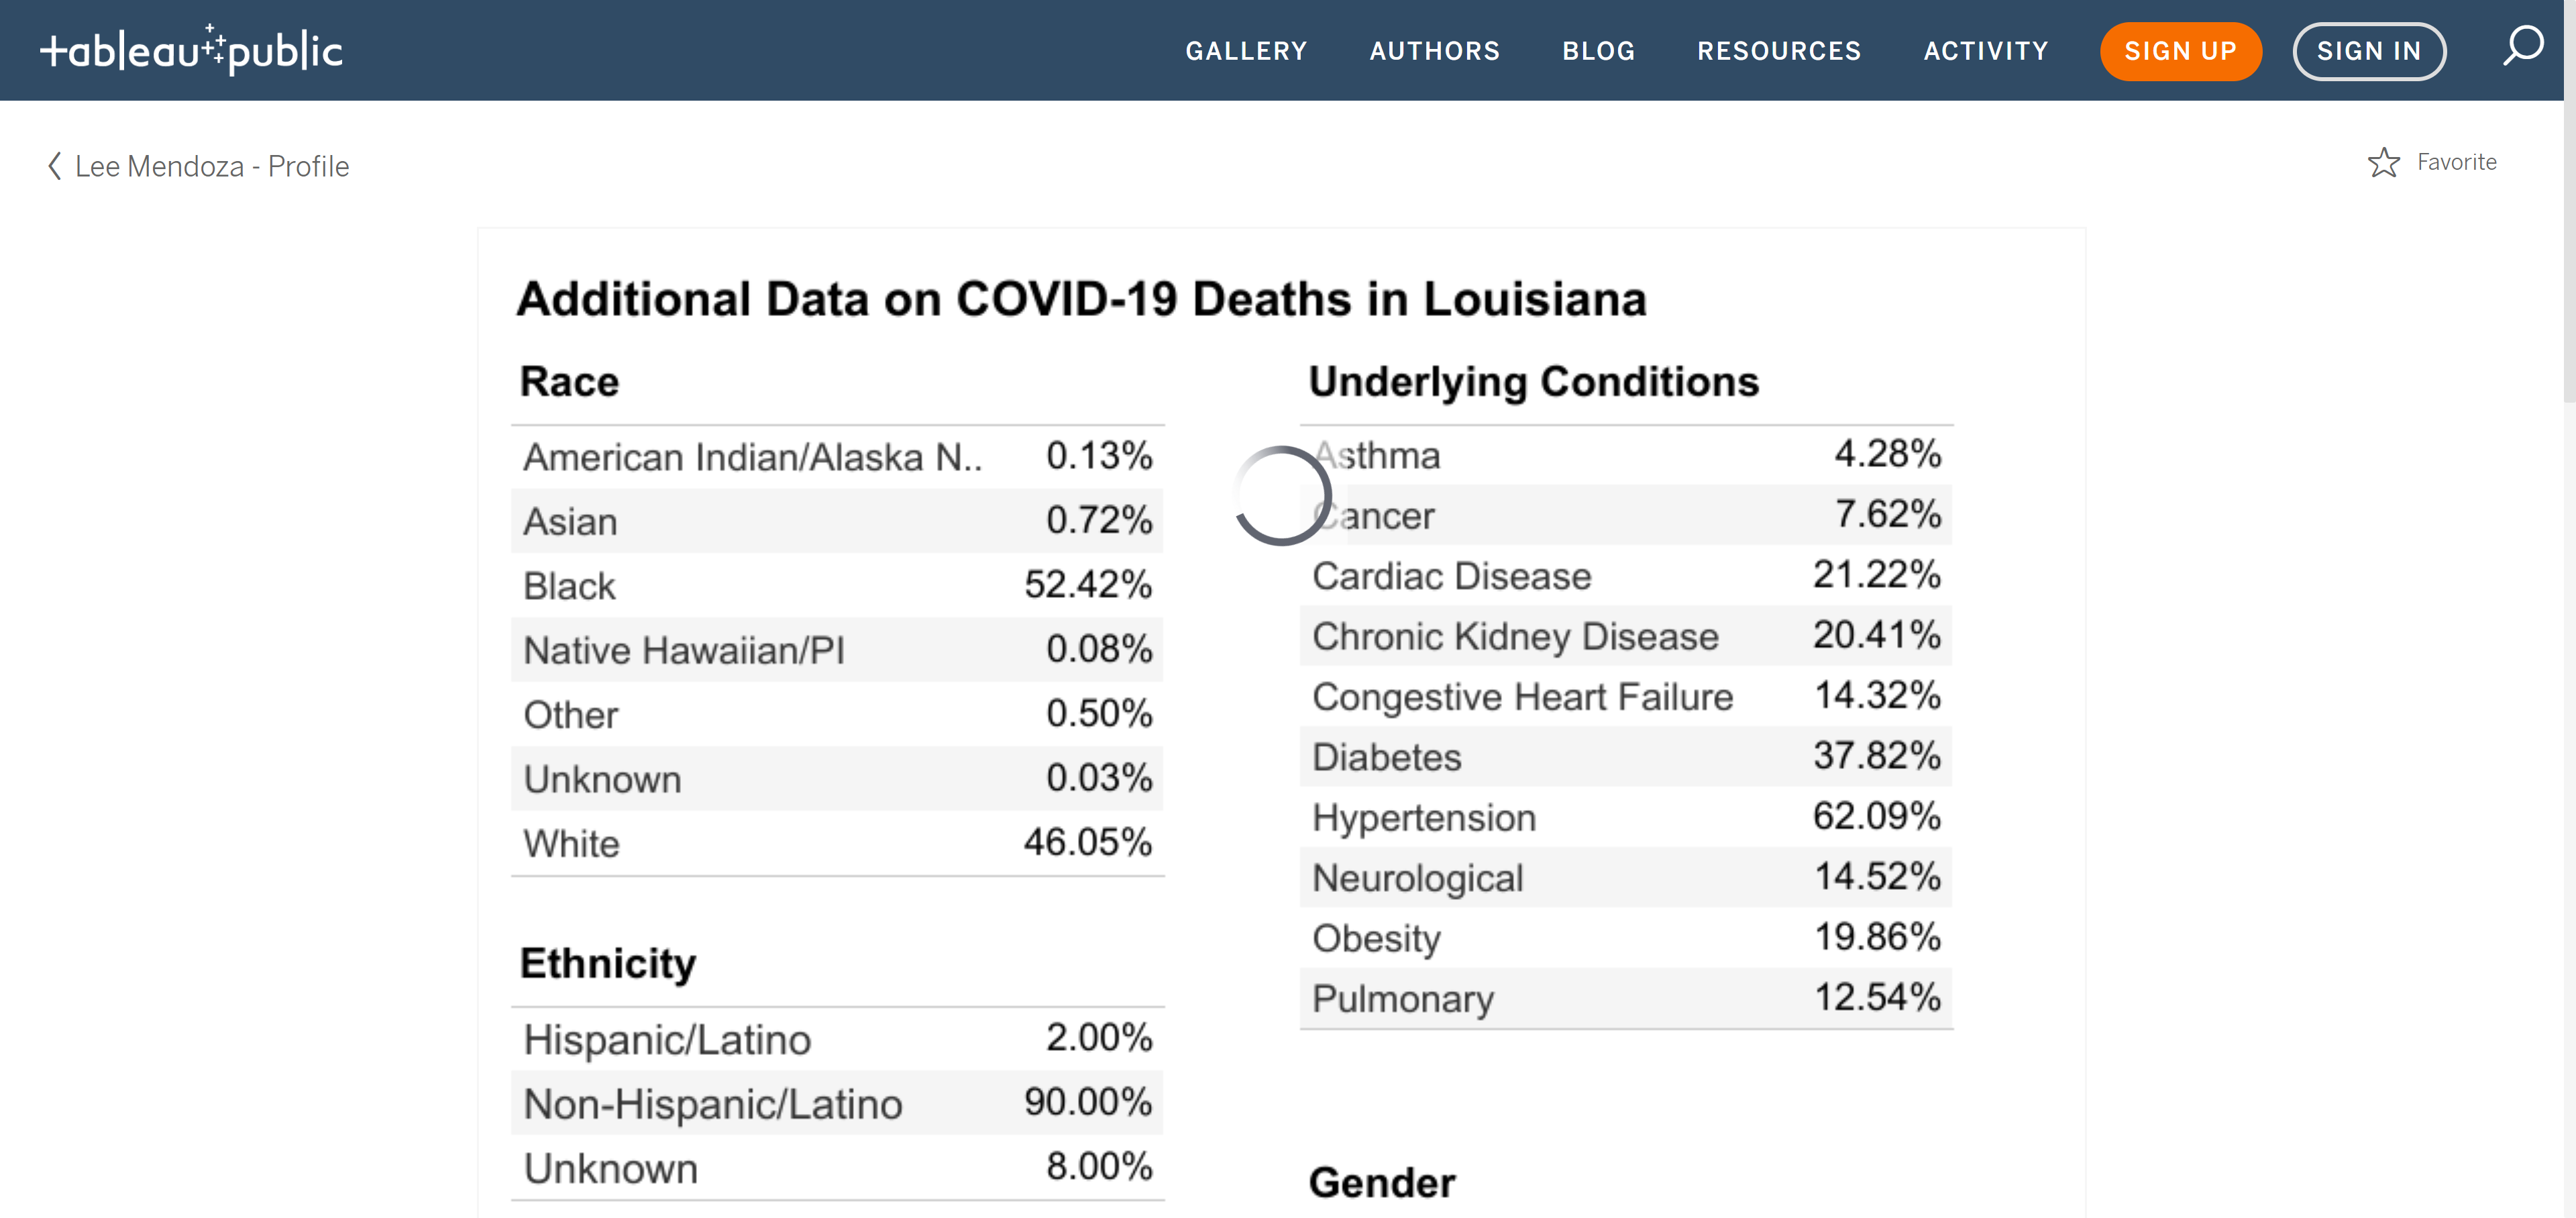 tableau public
GALLERY AUTHORS BLOG RESOURCES ACTIVITY SIGN UP SIGN IN
Lee Mendoza - Profile
Favorite
Additional Data on COVID-19 Deaths in Louisiana
Race
American Indian/Alaska N.. 0.13%
Asian 0.72%
Black 52.42%
Native Hawaiian/PI 0.08%
Other 0.50%
Unknown 0.03%
White 46.05%
Ethnicity
Hispanic/Latino 2.00%
Non-Hispanic/Latino 90.00%
Unknown 8.00%
Underlying Conditions
Asthma 4.28%
Cancer 7.62%
Cardiac Disease 21.22%
Chronic Kidney Disease 20.41%
Congestive Heart Failure 14.32%
Diabetes 37.82%
Hypertension 62.09%
Neurological 14.52%
Obesity 19.86%
Pulmonary 12.54%
Gender